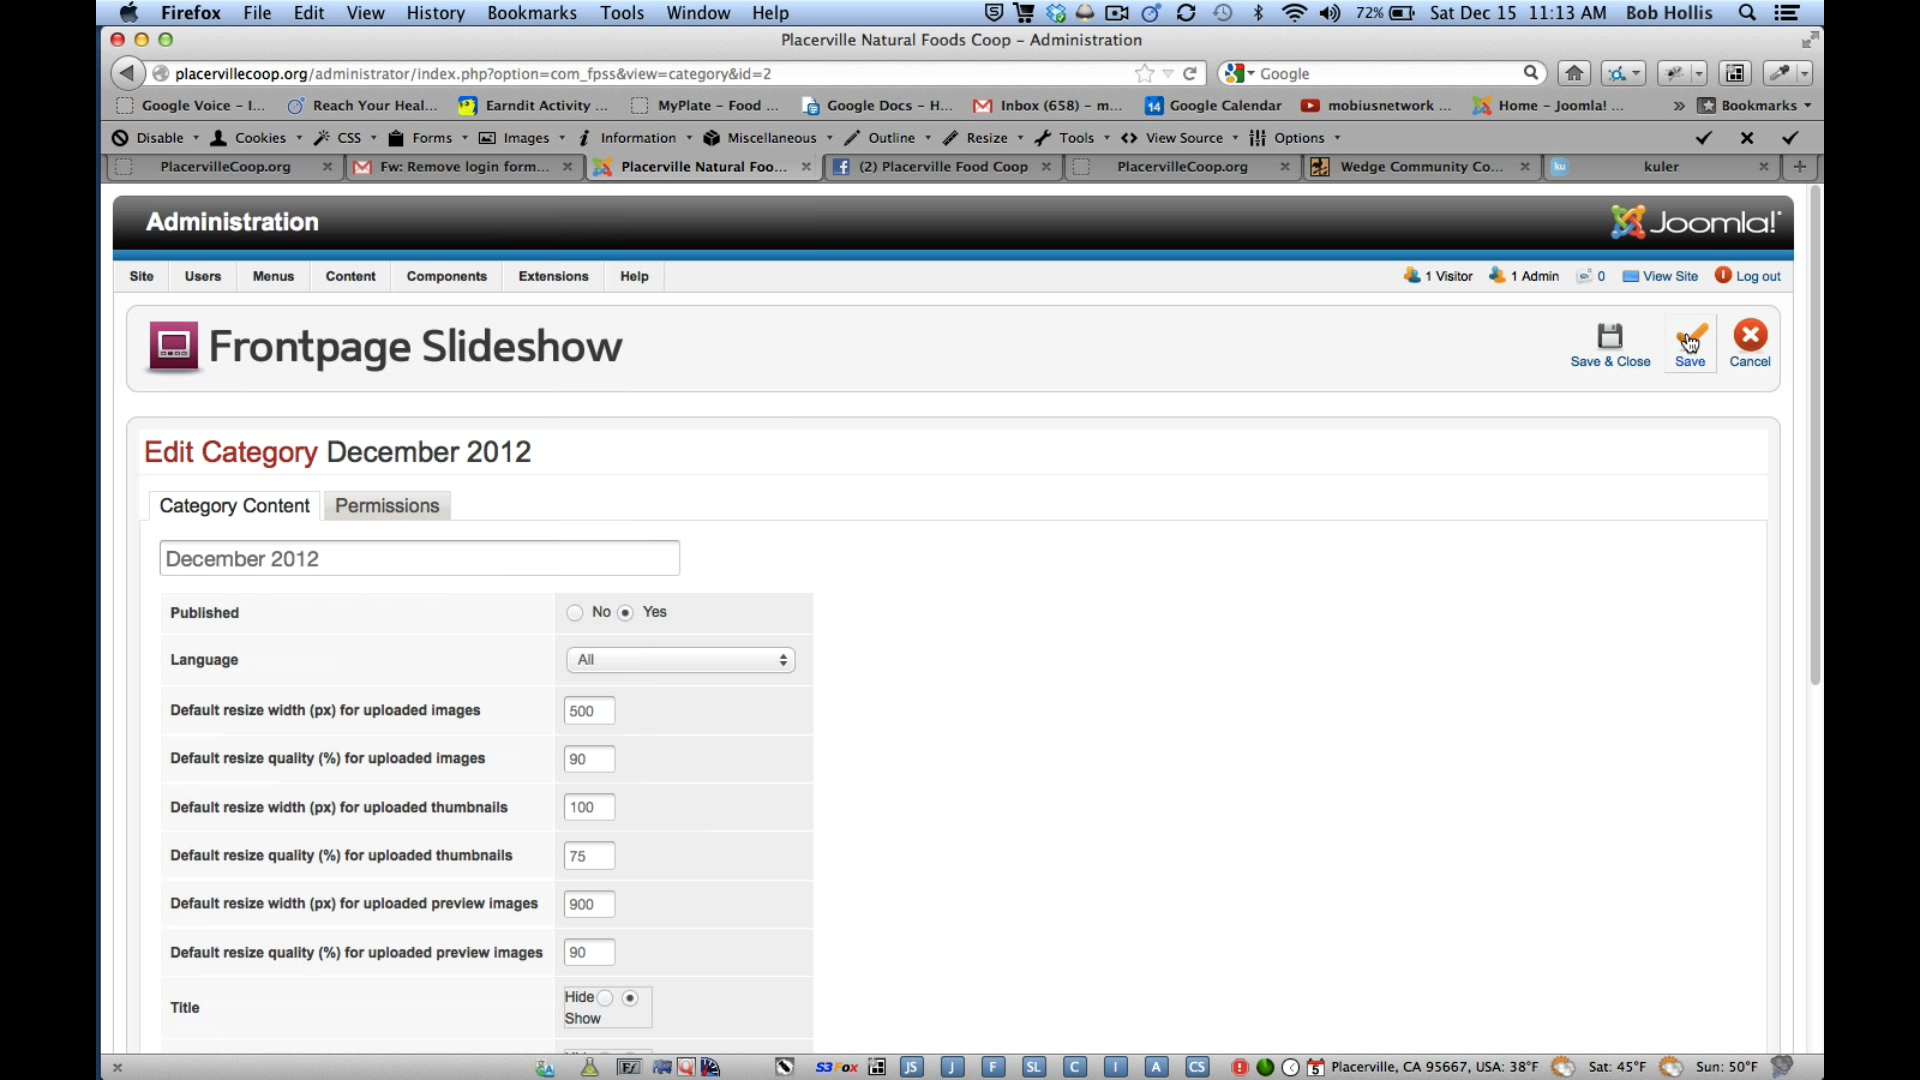 Firefox File Edit View History Bookmarks Tools Window Help 72% Sat Dec 15 11:13 AM Bob Hollis
Placerville Natural Foods Coop – Administration
placervillecoop.org/administrator/index.php?option=com_fpss&view=category&id=2 Google
Google Voice – I... Reach Your Heal... Earndit Activity ... MyPlate – Food ... Google Docs – H... Inbox (658) – m... 14 Google Calendar mobiusnetwork ... Home – Joomla! ... » Bookmarks
Disable Cookies CSS Forms Images Information Miscellaneous Outline Resize Tools View Source Options
PlacervilleCoop.org Fw: Remove login form... Placerville Natural Foo... (2) Placerville Food Coop PlacervilleCoop.org Wedge Community Co... ku kuler
Administration Joomla!
Site Users Menus Content Components Extensions Help 1 Visitor 1 Admin 0 View Site Log out
Frontpage Slideshow
Save & Close Save Cancel
Edit Category December 2012
Category Content Permissions
December 2012
Published No Yes
Language All
Default resize width (px) for uploaded images 500
Default resize quality (%) for uploaded images 90
Default resize width (px) for uploaded thumbnails 100
Default resize quality (%) for uploaded thumbnails 75
Default resize width (px) for uploaded preview images 900
Default resize quality (%) for uploaded preview images 90
Title Hide
Show
S3Fox JS J F SL C I A CS 5 Placerville, CA 95667, USA: 38°F Sat: 45°F Sun: 50°F